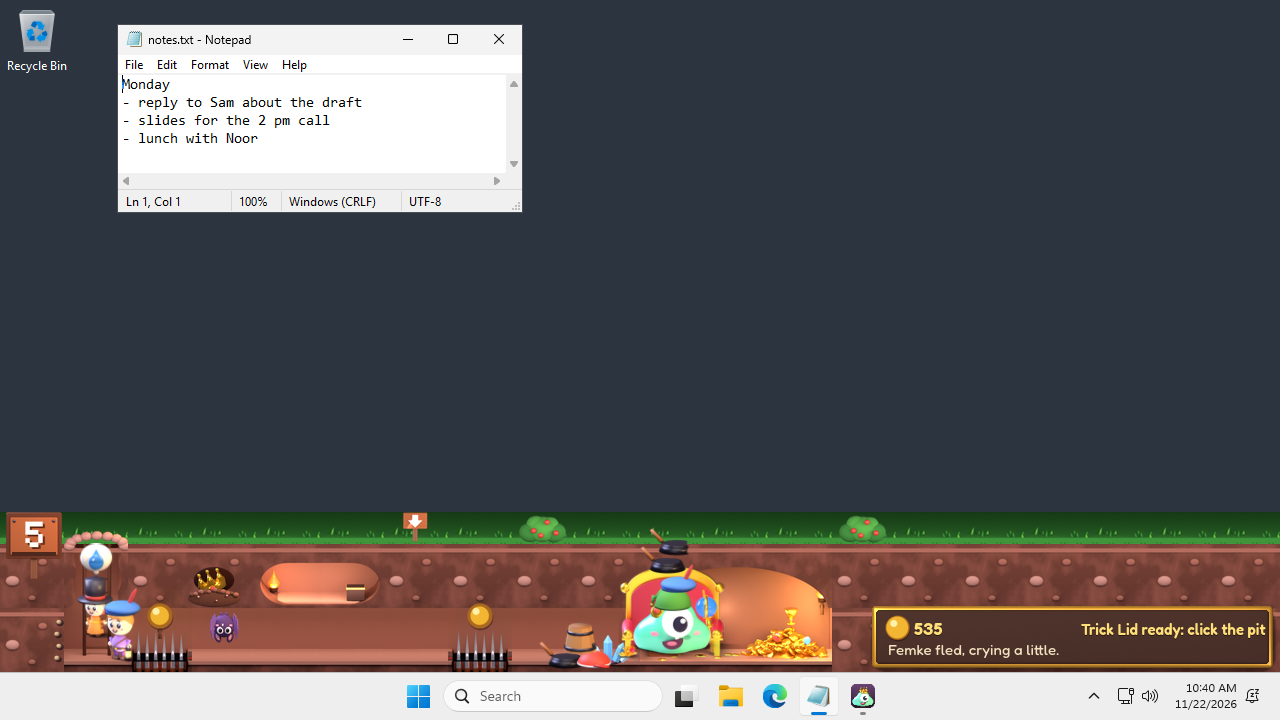 Recycle Bin
notes.txt - Notepad
File Edit Format View Help
Monday
- reply to Sam about the draft
- slides for the 2 pm call
- lunch with Noor
Ln 1, Col 1 100% Windows (CRLF) UTF-8
5
535 Trick Lid ready: click the pit
Femke fled, crying a little.
Search
10:40 AM
11/22/2026